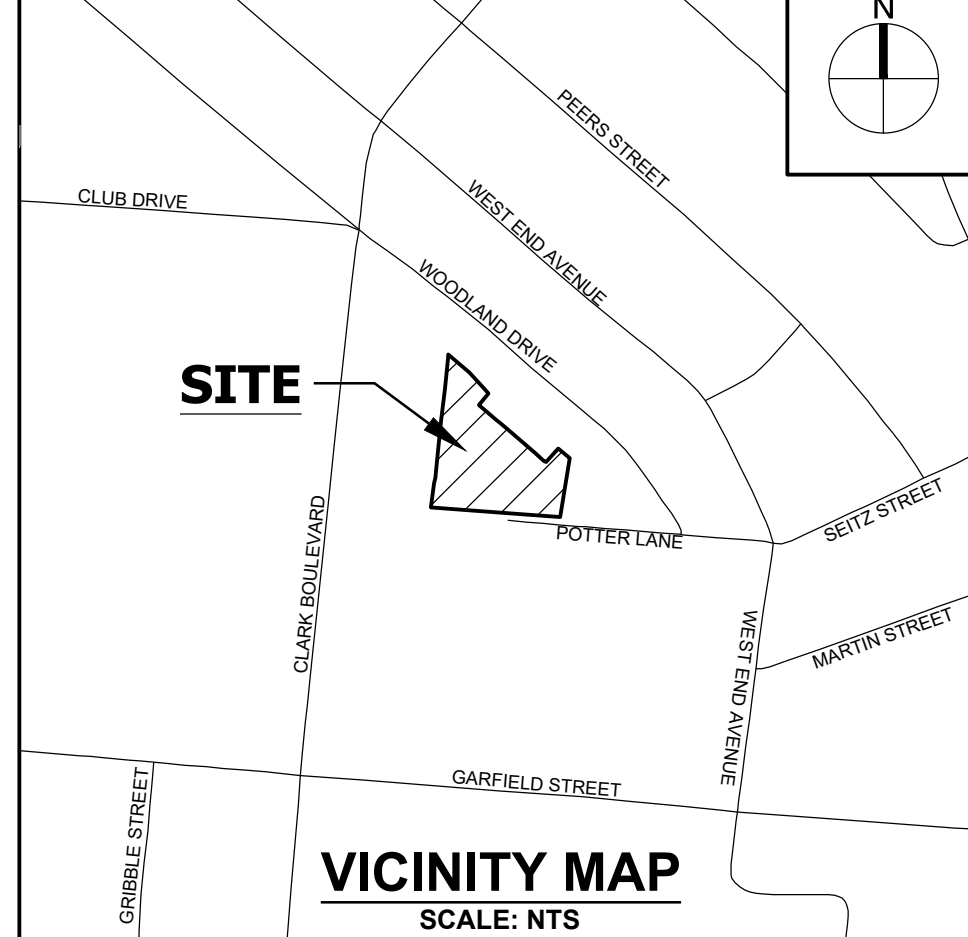 N
PEERS STREET
CLUB DRIVE
WEST END AVENUE
WOODLAND DRIVE
SITE
SEITZ STREET
POTTER LANE
CLARK BOULEVARD
MARTIN STREET
WEST END AVENUE
GARFIELD STREET
GRIBBLE STREET
VICINITY MAP
SCALE: NTS